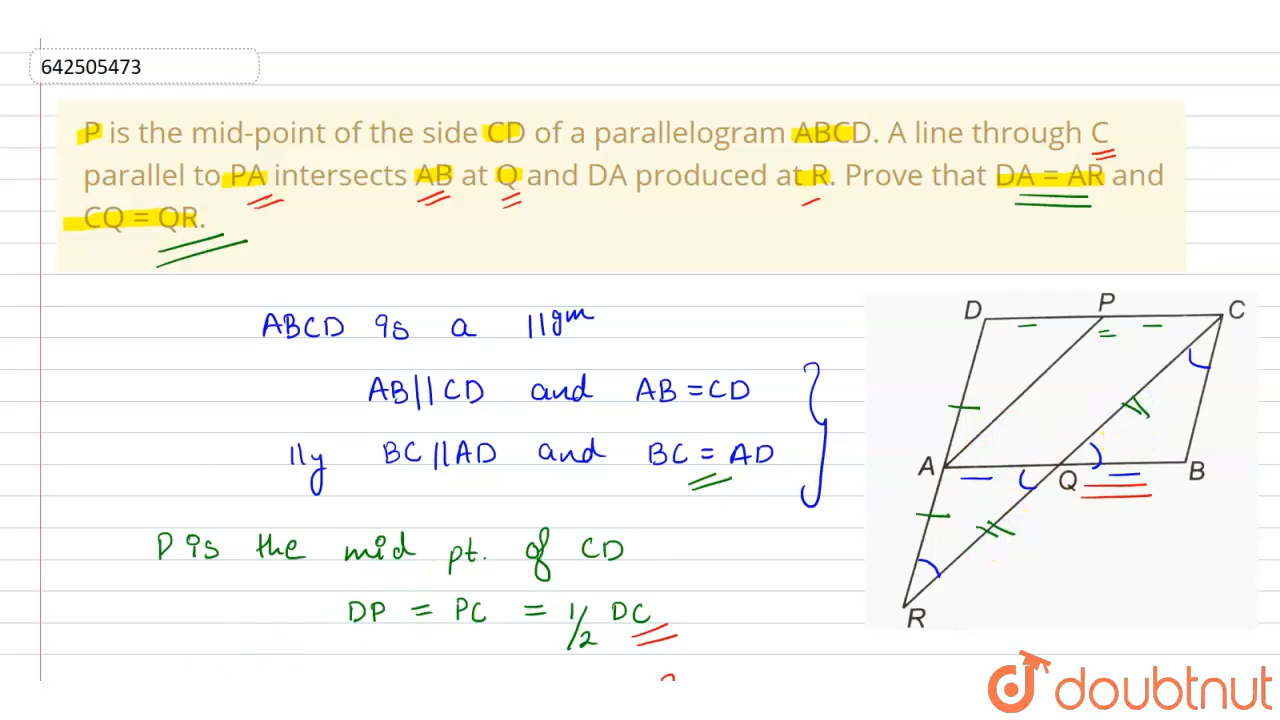 642505473
P is the mid-point of the side CD of a parallelogram ABCD. A line through C
parallel to PA intersects AB at Q and DA produced at R. Prove that DA = AR and
CQ = QR.
ABCD is a ||gm
AB||CD and AB = CD
||y BC||AD and BC = AD
P is the mid pt. of CD
DP = PC = 1/2 DC
D P C
A Q B
R
doubtnut